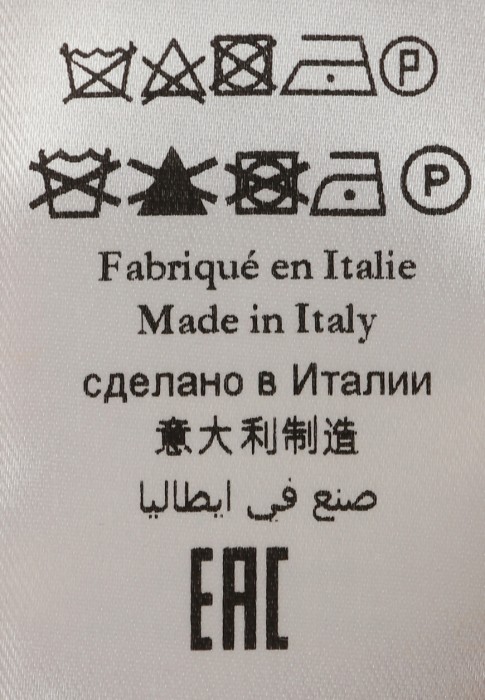 P
P
Fabriqué en Italie
Made in Italy
сделано в Италии
意大利制造
صنع في ايطاليا
EAC